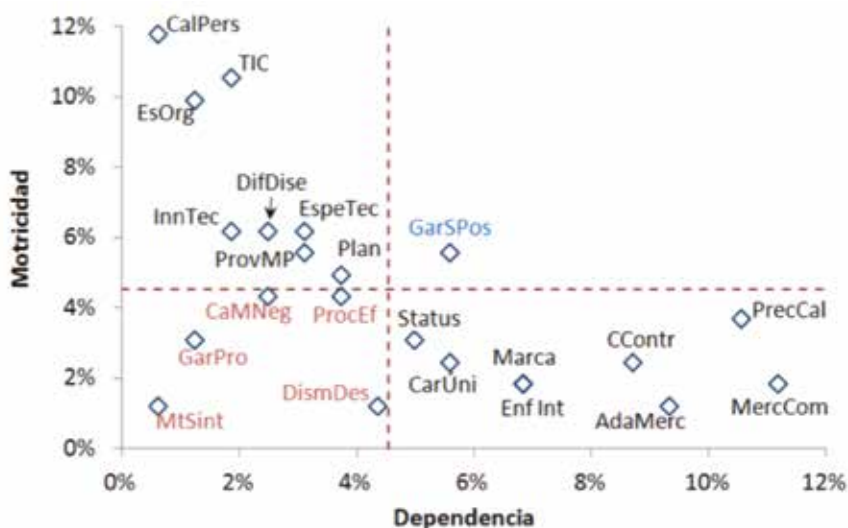 12%
CalPers
TIC
10%
EsOrg
8%
DifDise
InnTec
EspeTec
GarSPos
6%
ProvMP
Plan
4%
CaMNeg
ProcEf
Status
PrecCal
GarPro
Marca
CContr
2%
DismDes
CarUni
MtSint
Enf Int
AdaMerc
MercCom
0%
0% 2% 4% 6% 8% 10% 12%
Motricidad
Dependencia